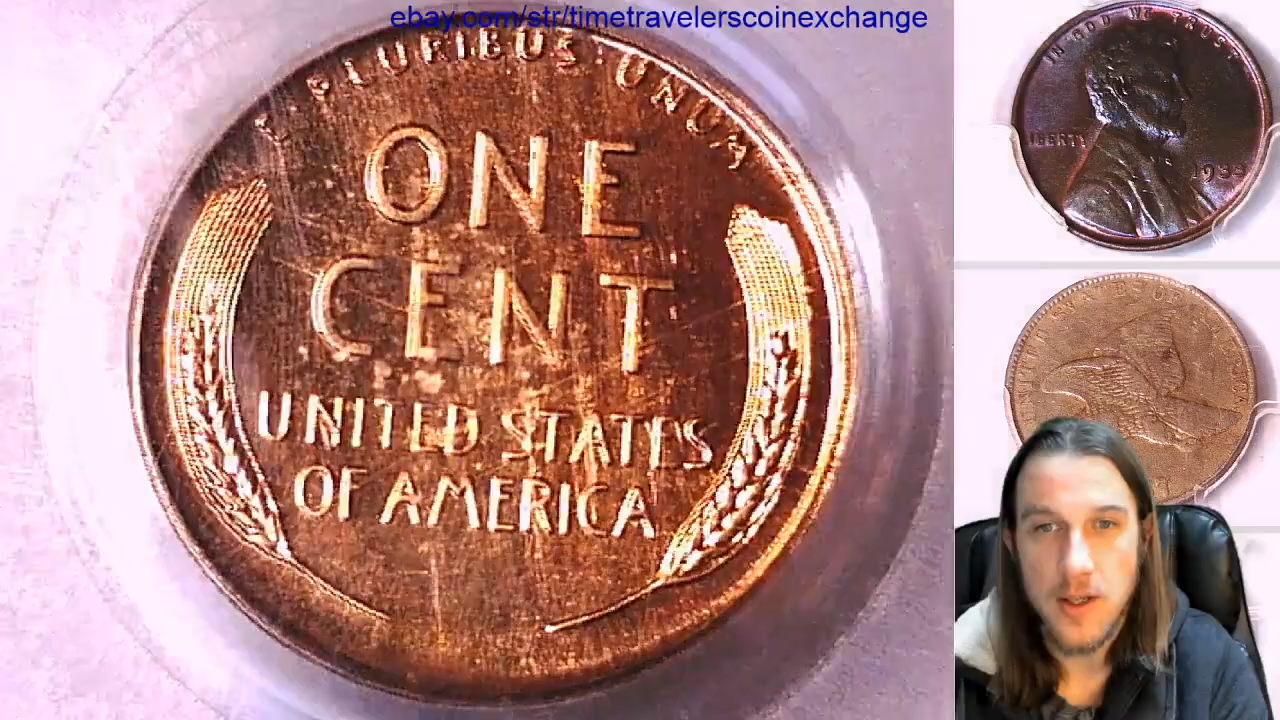 ebay.com/str/timetravelerscoinexchange
PLURIBUS · UNUM
ONE
CENT
UNITED STATES
OF AMERICA
IN GOD WE TRUST
LIBERTY